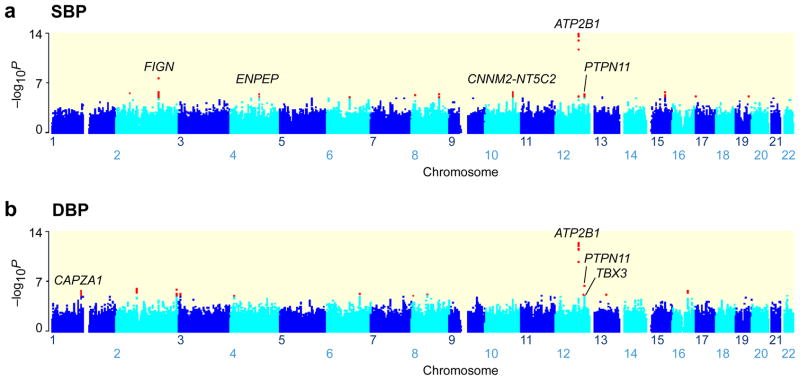 a SBP
ATP2B1
14
FIGN
ENPEP
CNNM2-NT5C2
PTPN11
7
0
–log10P
1 3 5 7 9 11 13 15 17 19 21
2 4 6 8 10 12 14 16 18 20 22
Chromosome
b DBP
ATP2B1
14
PTPN11
TBX3
CAPZA1
7
0
–log10P
1 3 5 7 9 11 13 15 17 19 21
2 4 6 8 10 12 14 16 18 20 22
Chromosome